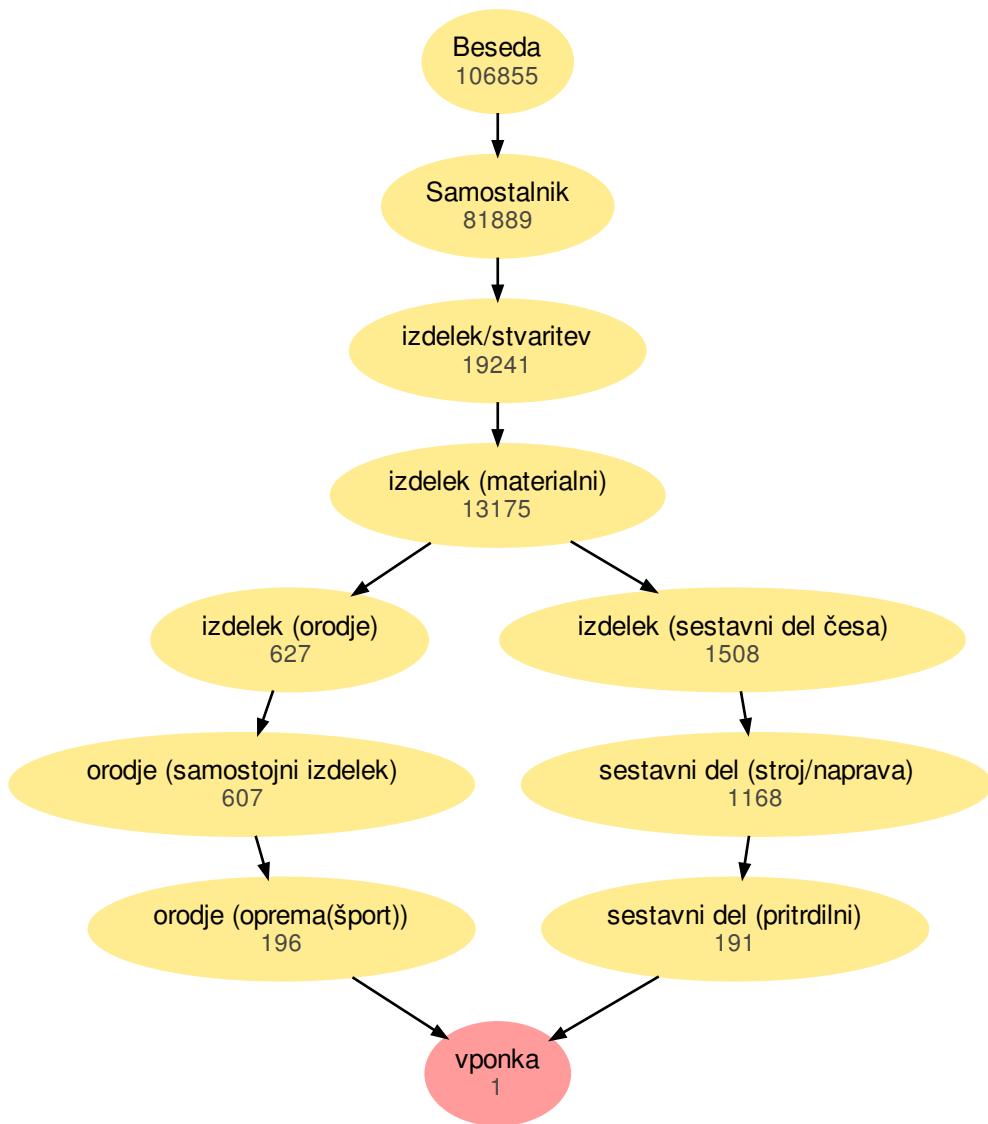 Beseda
106855
Samostalnik
81889
izdelek/stvaritev
19241
izdelek (materialni)
13175
izdelek (orodje)
627
izdelek (sestavni del česa)
1508
orodje (samostojni izdelek)
607
sestavni del (stroj/naprava)
1168
orodje (oprema(šport))
196
sestavni del (pritrdilni)
191
vponka
1